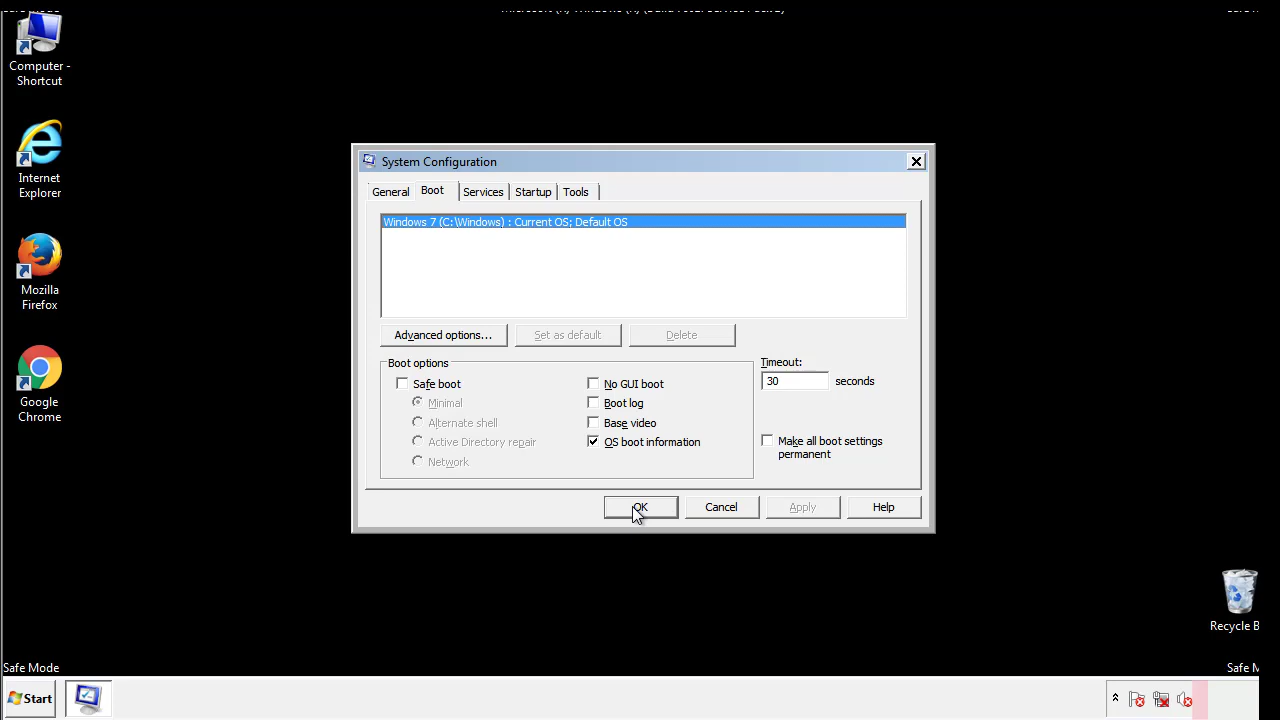 Computer -
Shortcut
Internet
Explorer
Mozilla
Firefox
Google
Chrome
System Configuration
General
Boot
Services
Startup
Tools
Windows 7 (C:\Windows) : Current OS; Default OS
Advanced options...
Set as default
Delete
Boot options
Safe boot
Minimal
Alternate shell
Active Directory repair
Network
No GUI boot
Boot log
Base video
OS boot information
Timeout:
30
seconds
Make all boot settings
permanent
OK
Cancel
Apply
Help
Recycle B
Safe Mode
Safe M
Start